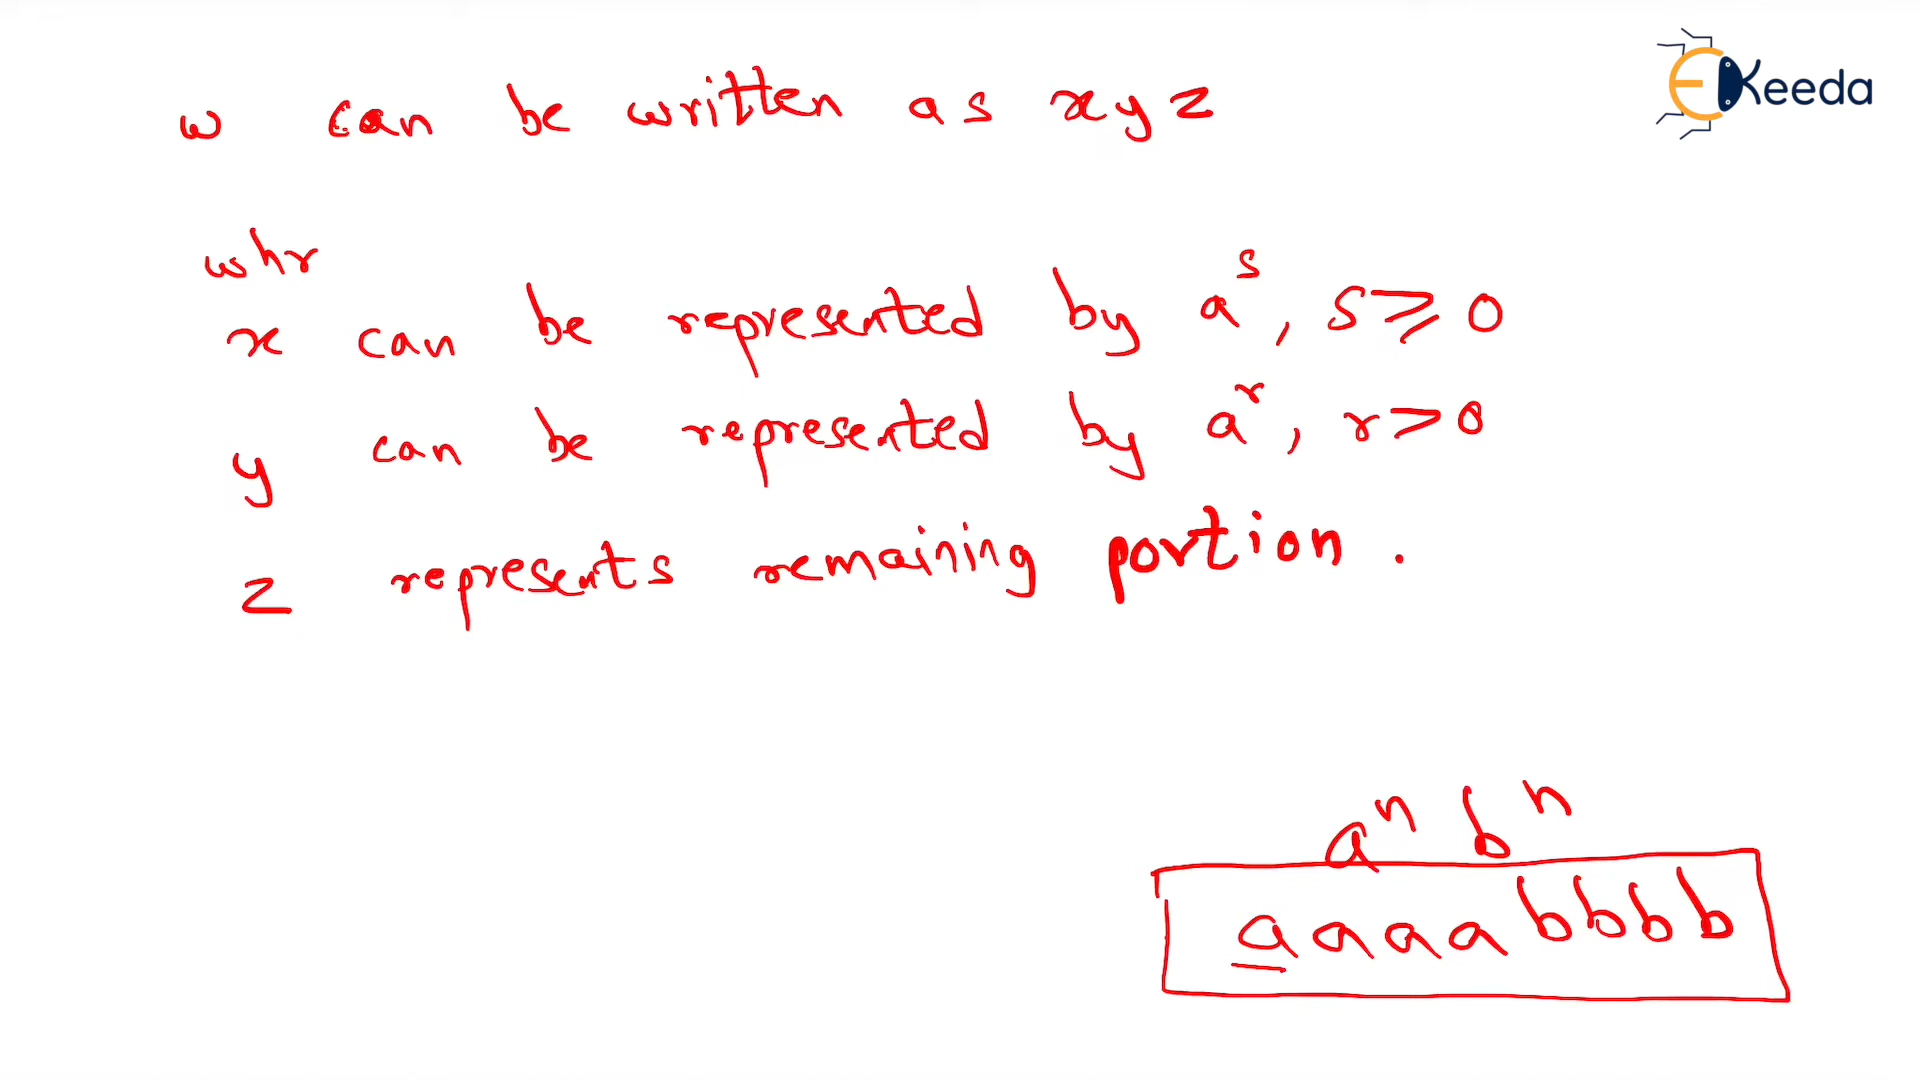 EKeeda
w can be written as xyz
whr
x can be represented by a^s, s ≥ 0
y can be represented by a^r, r > 0
z represents remaining portion.
a^n b^n
aaaabbbb